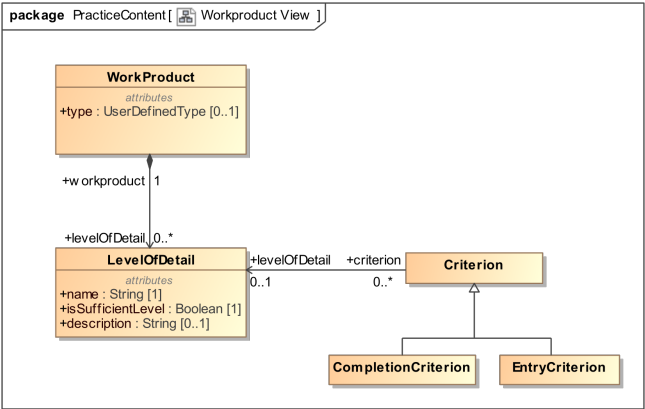 package PracticeContent [ Workproduct View ]
WorkProduct
attributes
+type : UserDefinedType [0..1]
+workproduct 1
+levelOfDetail 0..*
LevelOfDetail
attributes
+name : String [1]
+isSufficientLevel : Boolean [1]
+description : String [0..1]
+levelOfDetail +criterion
0..1 0..*
Criterion
CompletionCriterion EntryCriterion